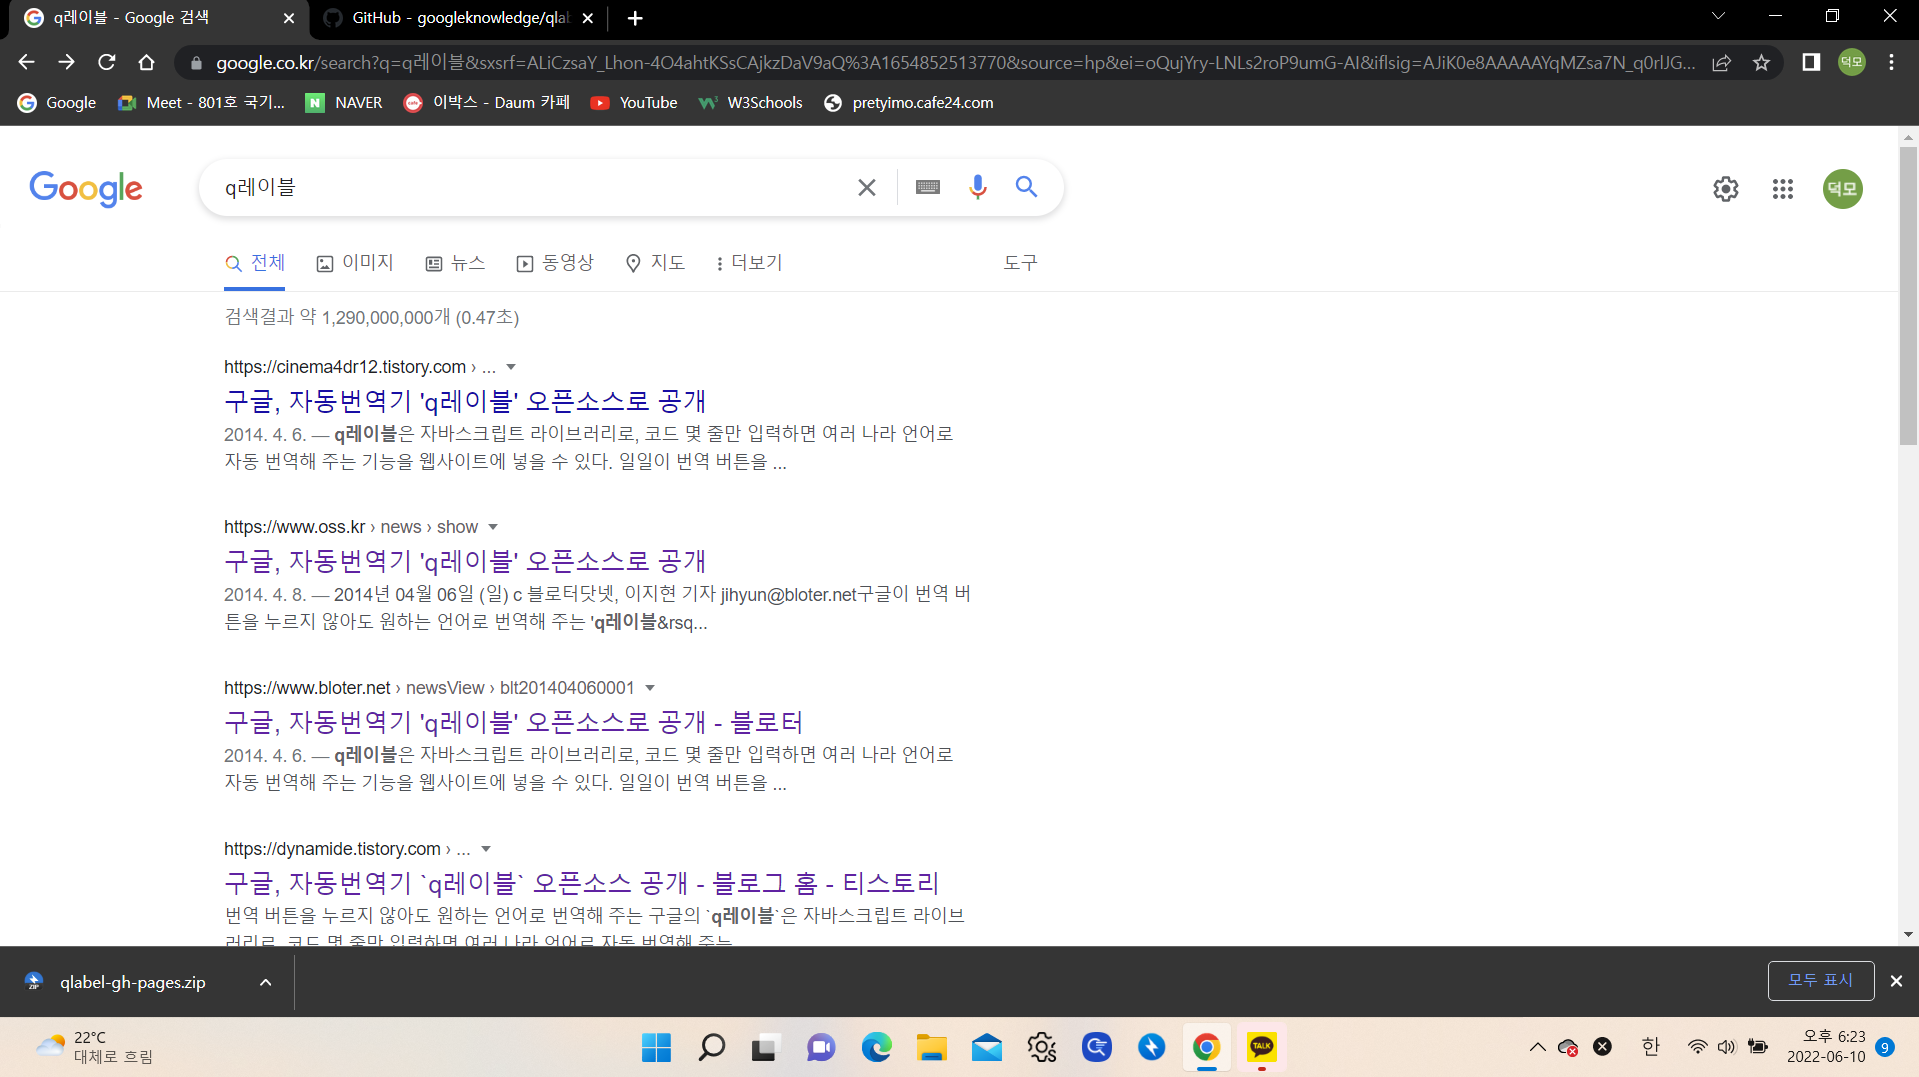 q레이블 - Google 검색
GitHub - googleknowledge/qlab
google.co.kr/search?q=q레이블&sxsrf=ALiCzsaY_Lhon-4O4ahtKSsCAjkzDaV9aQ%3A1654852513770&source=hp&ei=oQujYry-LNLs2roP9umG-AI&iflsig=AJiK0e8AAAAAYqMZsa7N_q0rlJG...
덕모
Google
Meet - 801호 국기...
NAVER
이박스 - Daum 카페
YouTube
W3Schools
pretyimo.cafe24.com
Google
q레이블
덕모
전체
이미지
뉴스
동영상
지도
더보기
도구
검색결과 약 1,290,000,000개 (0.47초)
https://cinema4dr12.tistory.com › ...
구글, 자동번역기 'q레이블' 오픈소스로 공개
2014. 4. 6. — q레이블은 자바스크립트 라이브러리로, 코드 몇 줄만 입력하면 여러 나라 언어로
자동 번역해 주는 기능을 웹사이트에 넣을 수 있다. 일일이 번역 버튼을 ...
https://www.oss.kr › news › show
구글, 자동번역기 'q레이블' 오픈소스로 공개
2014. 4. 8. — 2014년 04월 06일 (일) c 블로터닷넷, 이지현 기자 jihyun@bloter.net구글이 번역 버
튼을 누르지 않아도 원하는 언어로 번역해 주는 'q레이블&rsq...
https://www.bloter.net › newsView › blt201404060001
구글, 자동번역기 'q레이블' 오픈소스로 공개 - 블로터
2014. 4. 6. — q레이블은 자바스크립트 라이브러리로, 코드 몇 줄만 입력하면 여러 나라 언어로
자동 번역해 주는 기능을 웹사이트에 넣을 수 있다. 일일이 번역 버튼을 ...
https://dynamide.tistory.com › ...
구글, 자동번역기 `q레이블` 오픈소스 공개 - 블로그 홈 - 티스토리
번역 버튼을 누르지 않아도 원하는 언어로 번역해 주는 구글의 `q레이블`은 자바스크립트 라이브
러리로, 코드 몇 줄만 입력하면 여러 나라 언어로 자동 번역해 주는
ZIP
qlabel-gh-pages.zip
모두 표시
22°C
대체로 흐림
TALK
한
오후 6:23
2022-06-10
9